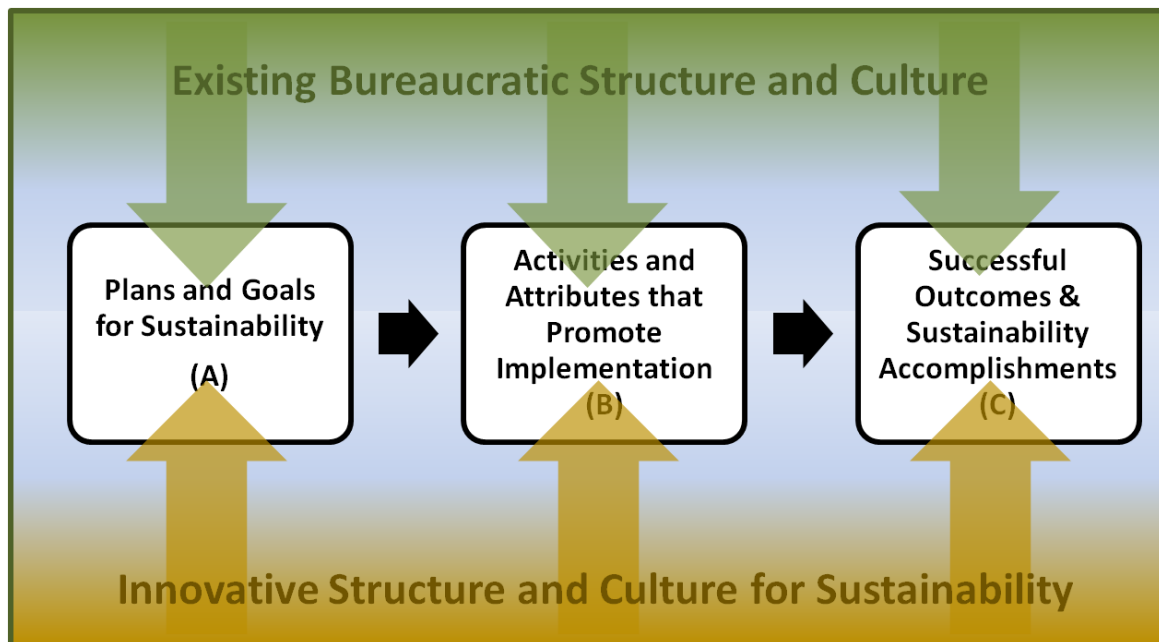 Existing Bureaucratic Structure and Culture
Plans and Goals
for Sustainability
(A)
Activities and
Attributes that
Promote
Implementation
(B)
Successful
Outcomes &
Sustainability
Accomplishments
(C)
Innovative Structure and Culture for Sustainability